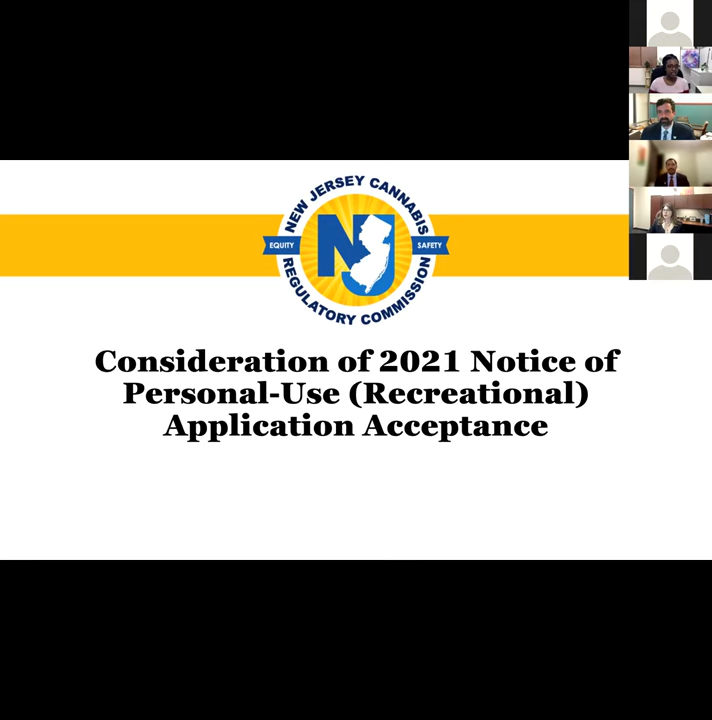 NEW JERSEY CANNABIS
EQUITY
NJ
SAFETY
REGULATORY COMMISSION
Consideration of 2021 Notice of
Personal-Use (Recreational)
Application Acceptance